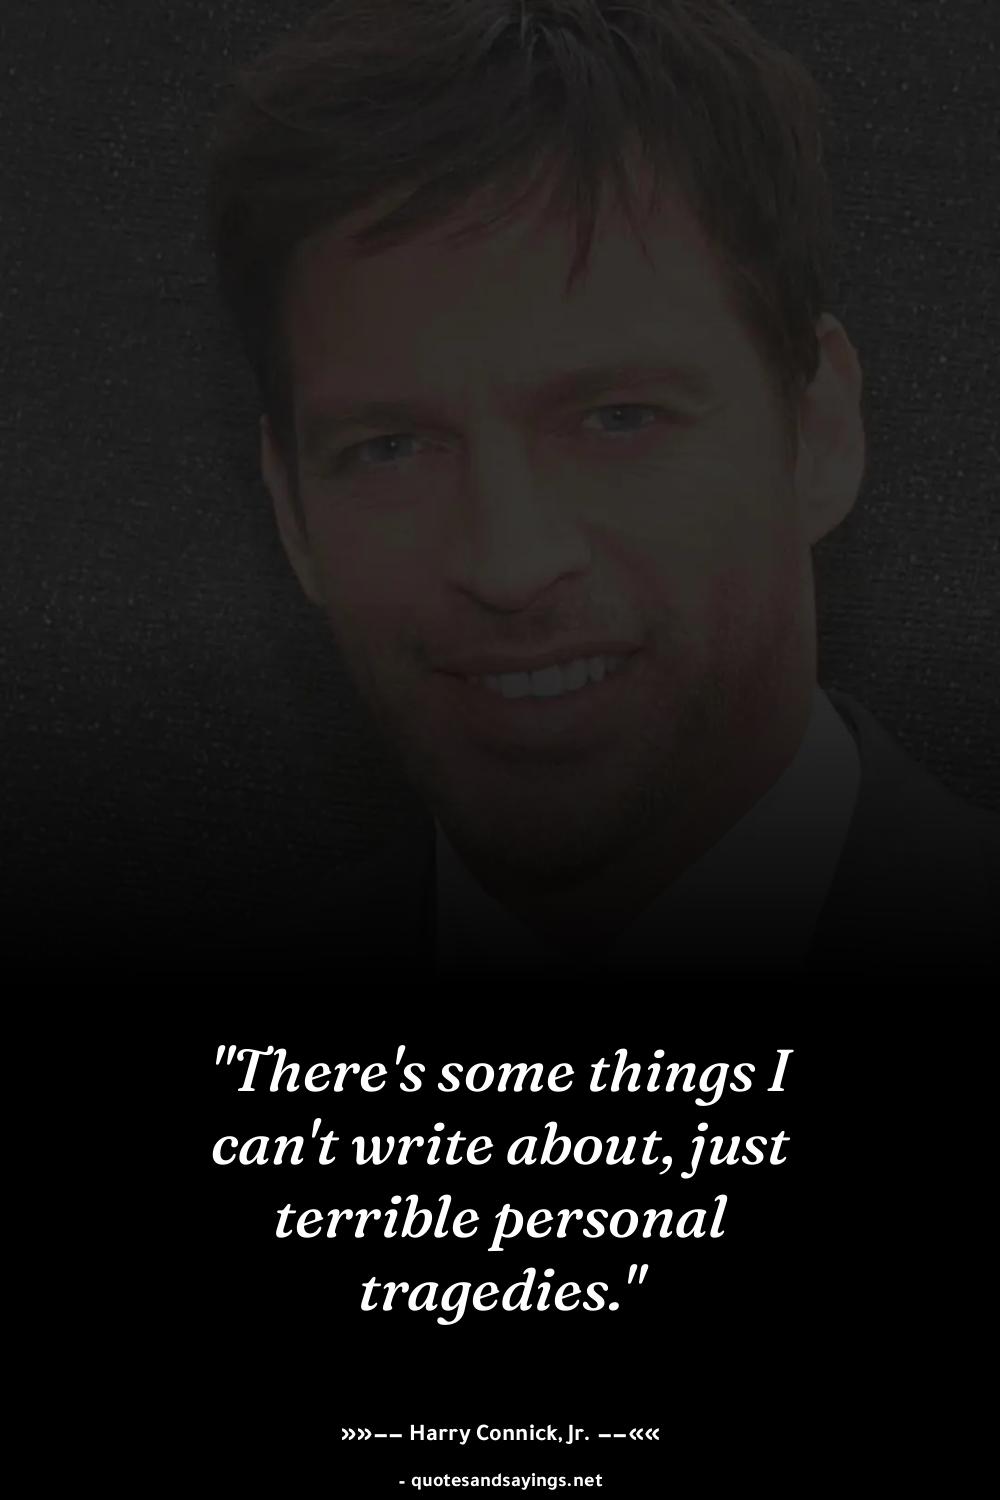 "There's some things I
can't write about, just
terrible personal
tragedies."
»»–– Harry Connick, Jr. ––««
- quotesandsayings.net